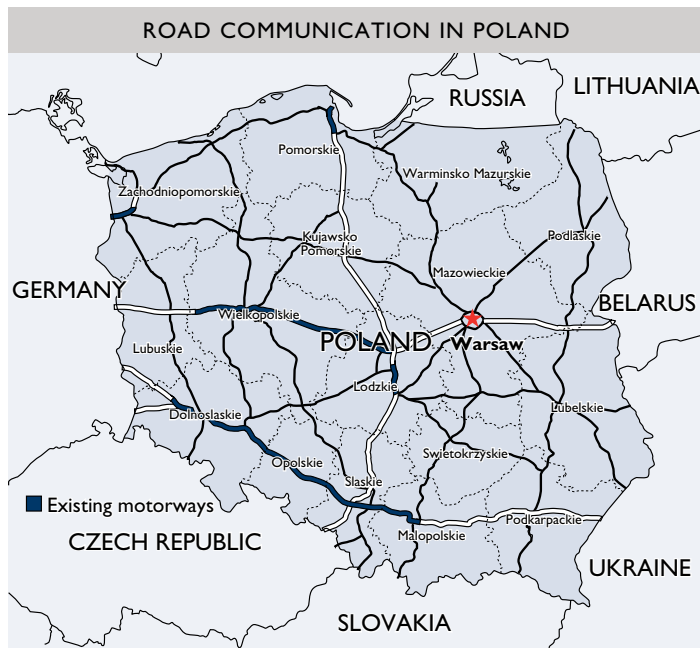 ROAD COMMUNICATION IN POLAND
LITHUANIA
RUSSIA
Pomorskie
Warminsko Mazurskie
Zachodniopomorskie
Kujawsko
Pomorskie
Podlaskie
Mazowieckie
GERMANY
BELARUS
Wielkopolskie
POLAND
Warsaw
Lubuskie
Lodzkie
Dolnoslaskie
Lubelskie
Swietokrzyskie
Opolskie
Slaskie
Existing motorways
Podkarpackie
Malopolskie
CZECH REPUBLIC
UKRAINE
SLOVAKIA